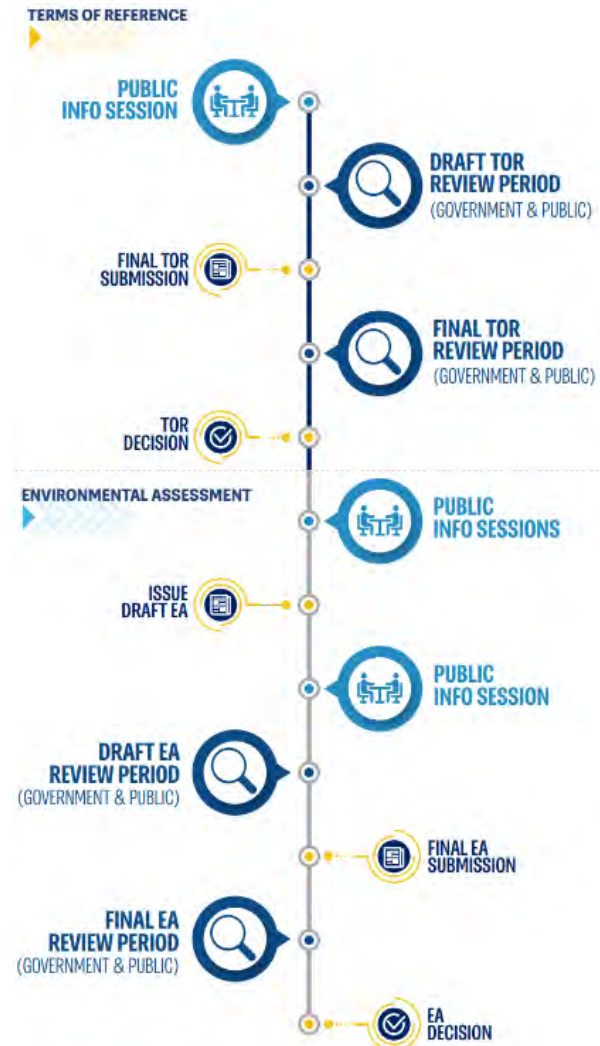 TERMS OF REFERENCE
PUBLIC
INFO SESSION
DRAFT TOR
REVIEW PERIOD
(GOVERNMENT & PUBLIC)
FINAL TOR
SUBMISSION
FINAL TOR
REVIEW PERIOD
(GOVERNMENT & PUBLIC)
TOR
DECISION
ENVIRONMENTAL ASSESSMENT
PUBLIC
INFO SESSIONS
ISSUE
DRAFT EA
PUBLIC
INFO SESSION
DRAFT EA
REVIEW PERIOD
(GOVERNMENT & PUBLIC)
FINAL EA
SUBMISSION
FINAL EA
REVIEW PERIOD
(GOVERNMENT & PUBLIC)
EA
DECISION